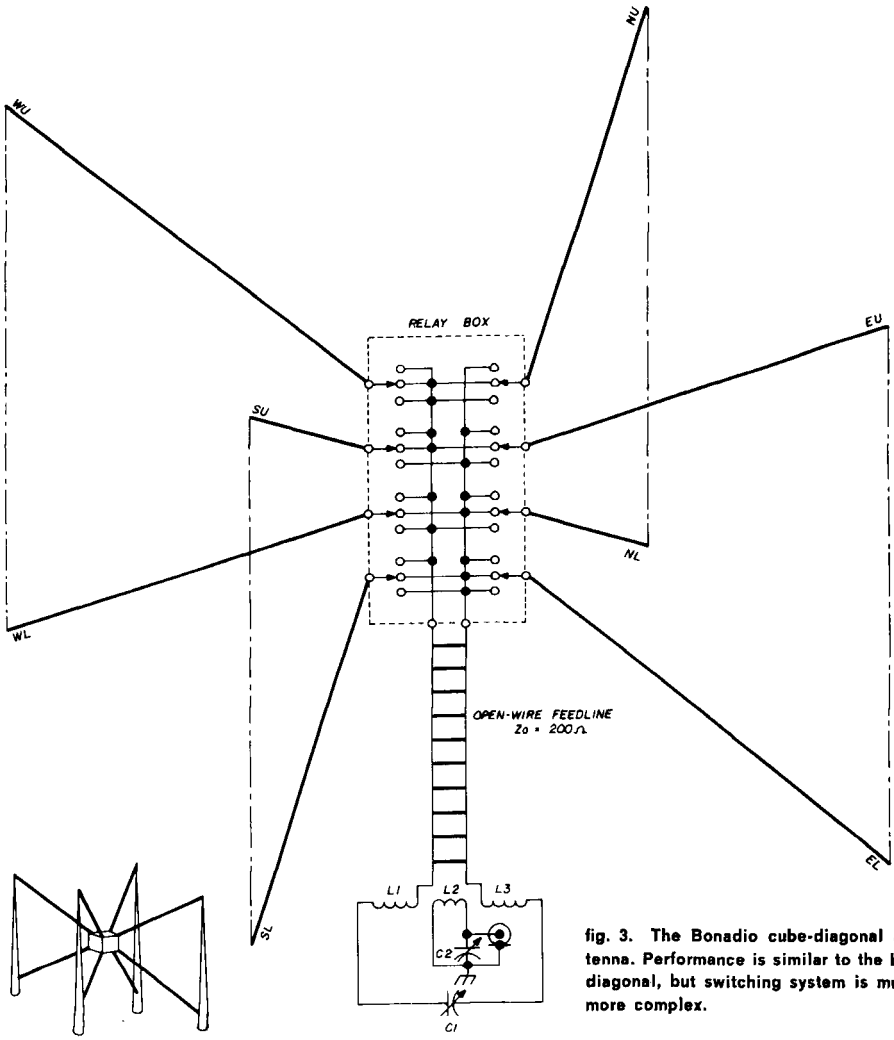 NU
WU
RELAY BOX
EU
SU
NL
WL
OPEN-WIRE FEEDLINE
Zo = 200Ω
EL
SL
L1 L2 L3
C2
C1
fig. 3. The Bonadio cube-diagonal
tenna. Performance is similar to the
diagonal, but switching system is
more complex.